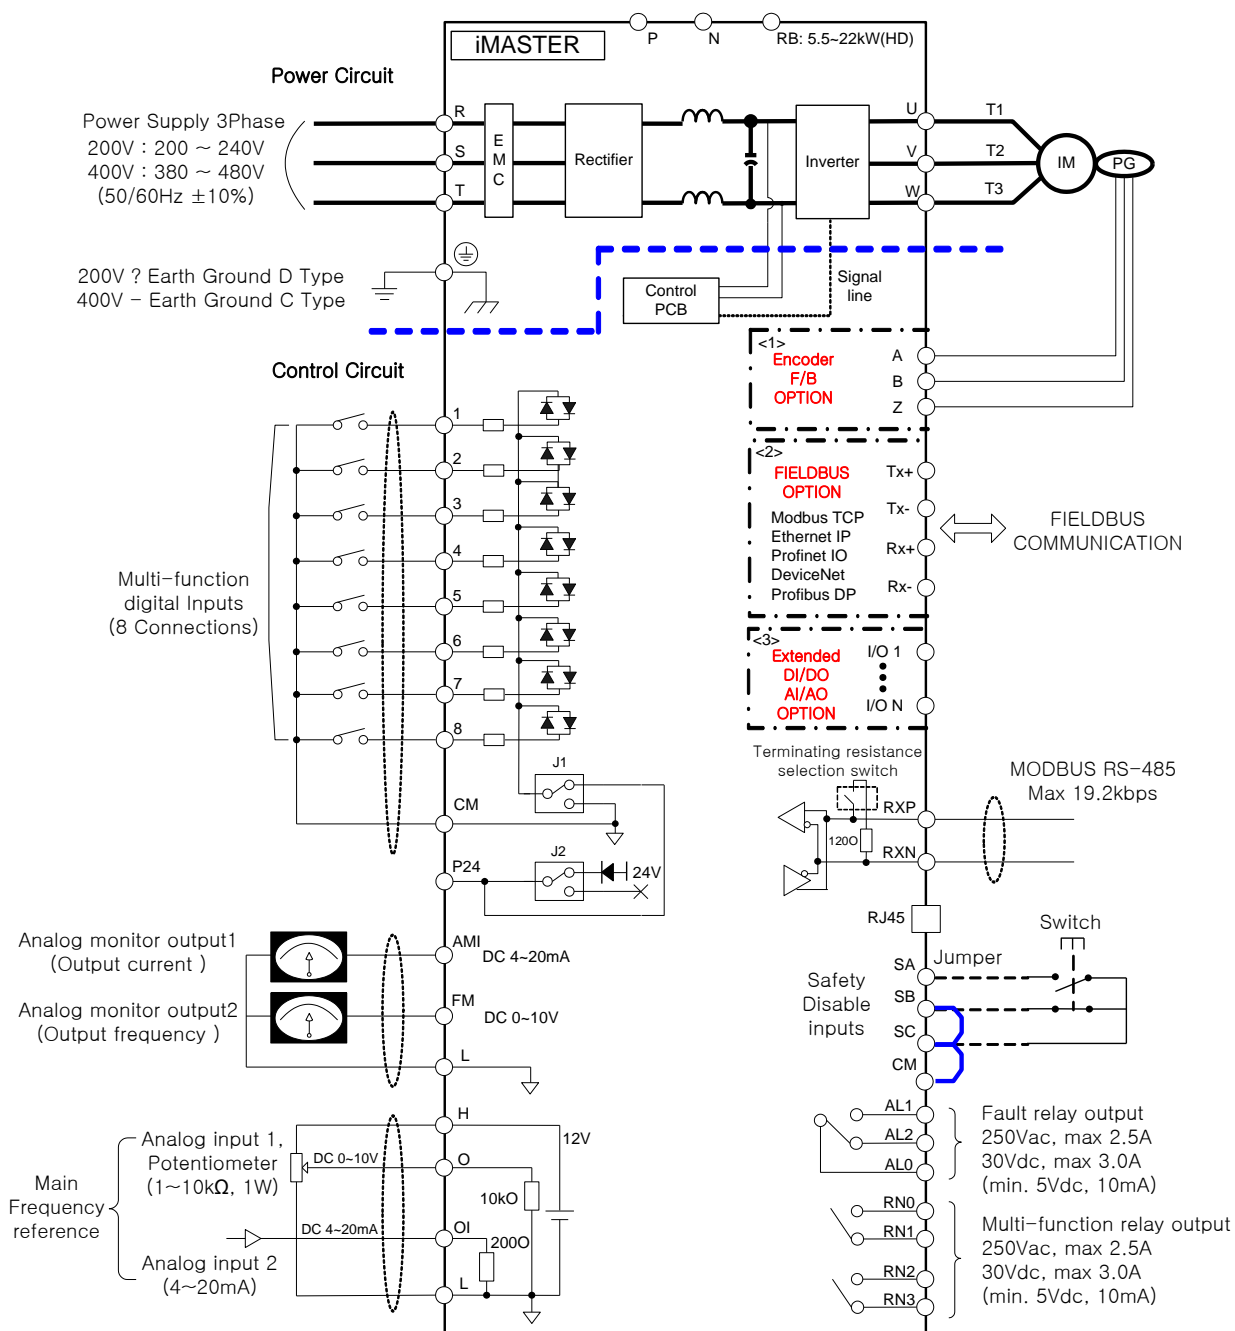 iMASTER
P
N
RB: 5.5~22kW(HD)
Power Circuit
Power Supply 3Phase
200V : 200 ~ 240V
400V : 380 ~ 480V
(50/60Hz ±10%)
R
S
T
E
M
C
Rectifier
Inverter
U
V
W
T1
T2
T3
IM
PG
200V ? Earth Ground D Type
400V - Earth Ground C Type
Control
PCB
Signal
line
Control Circuit
<1>
Encoder
F/B
OPTION
A
B
Z
<2>
FIELDBUS
OPTION
Modbus TCP
Ethernet IP
Profinet IO
DeviceNet
Profibus DP
Tx+
Tx-
Rx+
Rx-
FIELDBUS
COMMUNICATION
<3>
Extended
DI/DO
AI/AO
OPTION
I/O 1
I/O N
Multi-function
digital Inputs
(8 Connections)
1
2
3
4
5
6
7
8
J1
CM
J2
P24
24V
Terminating resistance
selection switch
RXP
120O
RXN
MODBUS RS-485
Max 19.2kbps
RJ45
Analog monitor output1
(Output current )
AMI
DC 4~20mA
Analog monitor output2
(Output frequency )
FM
DC 0~10V
L
Safety
Disable
inputs
SA
SB
SC
CM
Jumper
Switch
Main
Frequency
reference
Analog input 1,
Potentiometer
(1~10kΩ, 1W)
Analog input 2
(4~20mA)
H
12V
DC 0~10V
O
10kO
DC 4~20mA
OI
200O
L
AL1
AL2
AL0
Fault relay output
250Vac, max 2.5A
30Vdc, max 3.0A
(min. 5Vdc, 10mA)
RN0
RN1
RN2
RN3
Multi-function relay output
250Vac, max 2.5A
30Vdc, max 3.0A
(min. 5Vdc, 10mA)